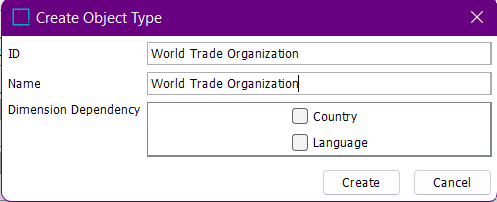 Create Object Type
ID World Trade Organization
Name World Trade Organization
Dimension Dependency
Country
Language
Create Cancel